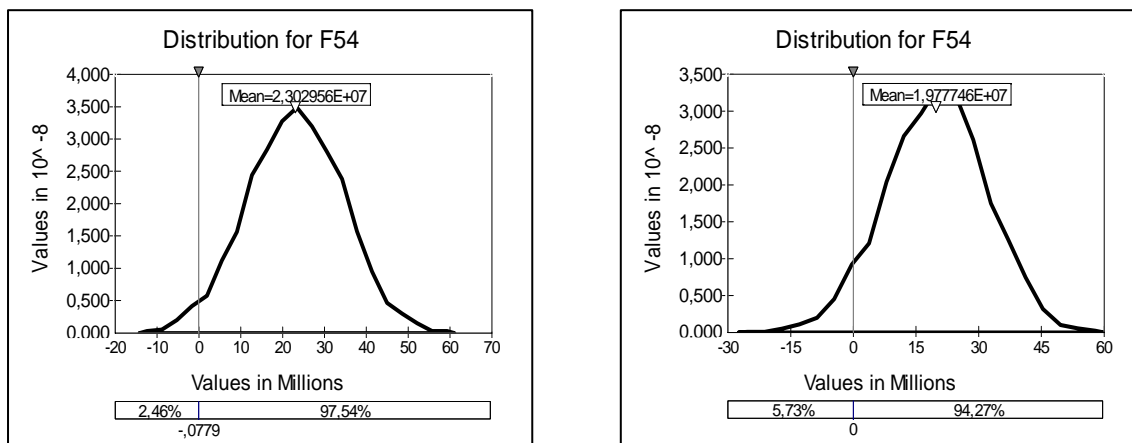 Distribution for F54
Mean=2,302956E+07
Values in 10^ -8
4,000
3,500
3,000
2,500
2,000
1,500
1,000
0,500
0.000
-20 -10 0 10 20 30 40 50 60 70
Values in Millions
2,46% 97,54%
-,0779
Distribution for F54
Mean=1,977746E+07
Values in 10^ -8
3,500
3,000
2,500
2,000
1,500
1,000
0,500
0.000
-30 -15 0 15 30 45 60
Values in Millions
5,73% 94,27%
0